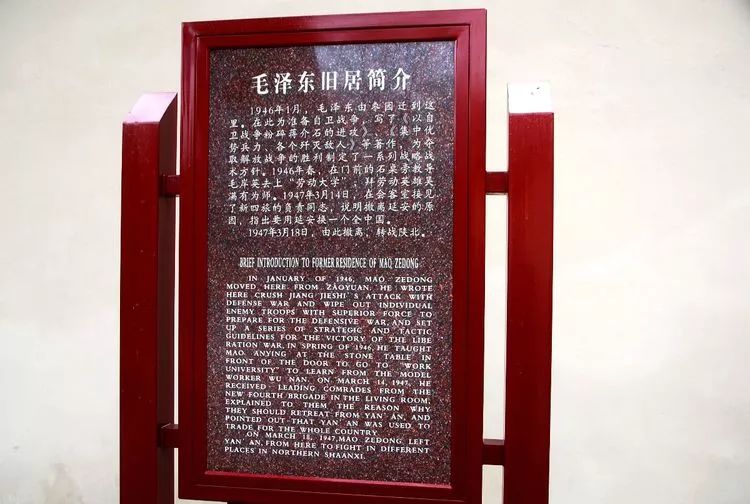 毛泽东旧居简介
1946年1月，毛泽东由枣园迁到这
里。在此为准备自卫战争，写了《以自
卫战争粉碎蒋介石的进攻》、《集中优
势兵力、各个歼灭敌人》等著作，为夺
取解放战争的胜利制定了一系列战略战
术方针。1946年春，在门前的石桌旁教导
毛岸英去上“劳动大学”，拜劳动英雄吴
满有为师。1947年3月14日，在会客室接见
了新四旅的负责同志，说明撤离延安的原
因，指出要用延安换一个全中国。
1947年3月18日，由此撤离，转战陕北。
BRIEF INTRODUCTION TO FORMER RESIDENCE OF MAO ZEDONG
IN JANUARY OF 1946, MAO ZEDONG
MOVED HERE FROM ZAOYUAN. HE WROTE
HERE CRUSH JIANG JIESHI'S ATTACK WITH
DEFENSE WAR AND WIPE OUT INDIVIDUAL
ENEMY TROOPS WITH SUPERIOR FORCE TO
PREPARE FOR THE DEFENSIVE WAR, AND SET
UP A SERIES OF STRATEGIC AND TACTIC
GUIDELINES FOR THE VICTORY OF THE LIBE
RATION WAR. IN SPRING OF 1946, HE TAUGHT
MAO. ANYING AT THE STONE TABLE IN
FRONT OF THE DOOR TO GO TO "WORK
UNIVERSITY" TO LEARN FROM THE MODEL
WORKER WU NAN. ON MARCH 14, 1947, HE
RECEIVED LEADING COMRADES FROM THE
NEW FOURTH BRIGADE IN THE LIVING ROOM,
EXPLAINED TO THEM THE REASON WHY
THEY SHOULD RETREAT FROM YAN'AN, AND
POINTED OUT THAT YAN'AN WAS USED TO
TRADE FOR THE WHOLE COUNTRY
ON MARCH 18, 1947,MAO ZEDONG LEFT
YAN'AN, FROM HERE TO FIGHT IN DIFFERENT
PLACES IN NORTHERN SHAANXI.